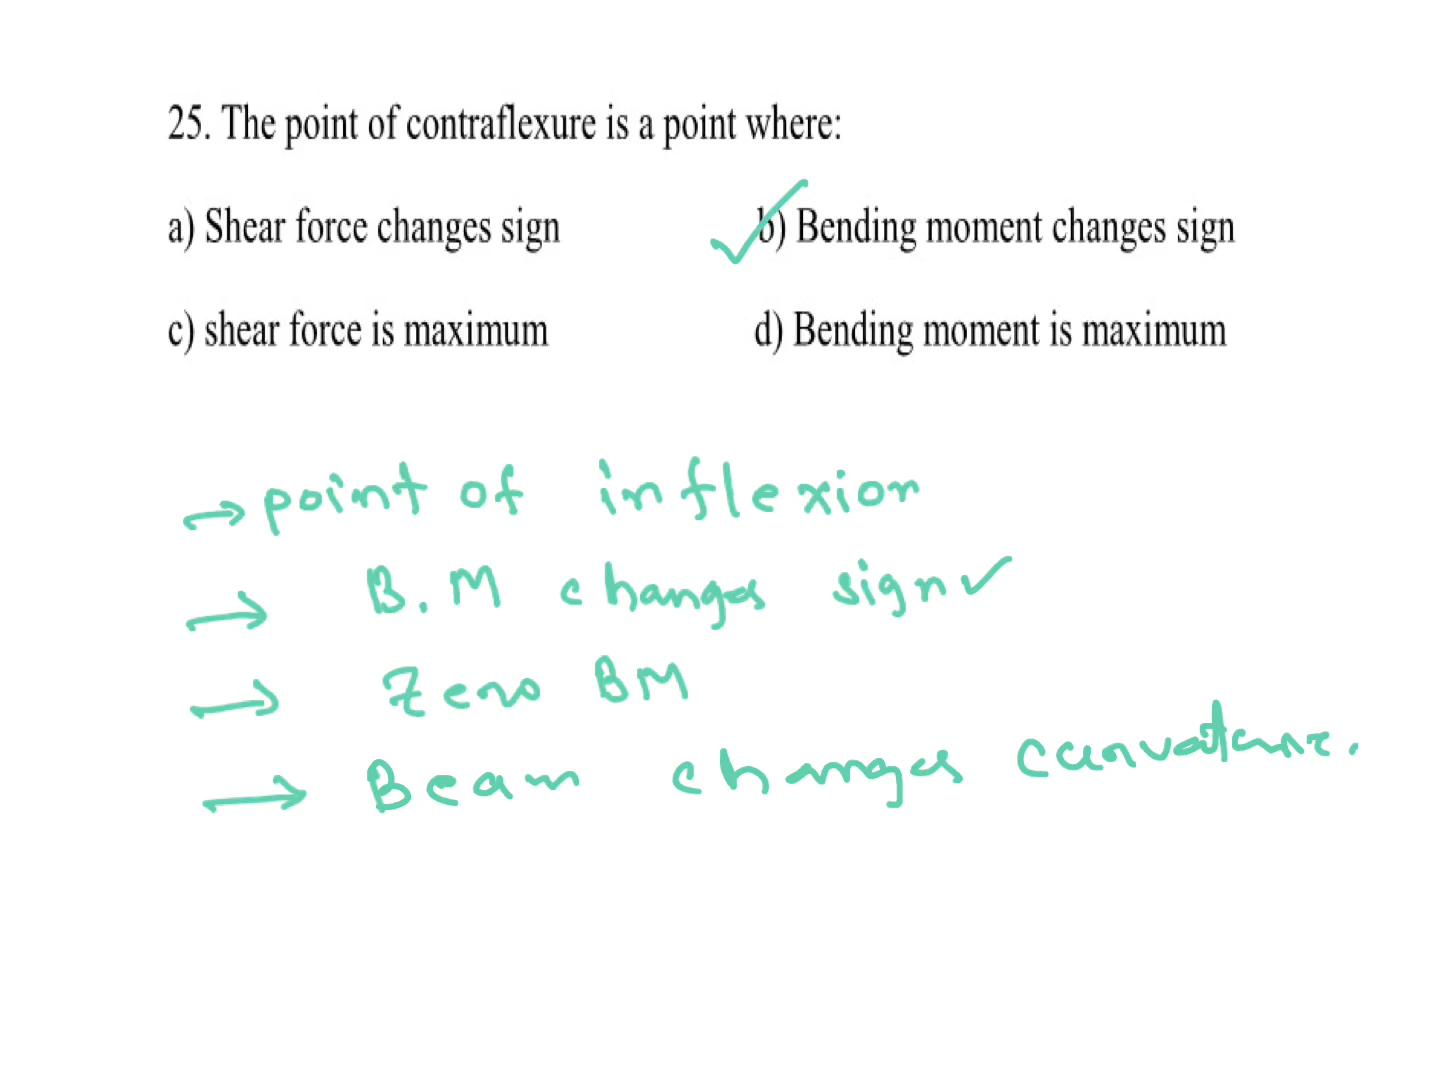 25. The point of contraflexure is a point where:
a) Shear force changes sign b) Bending moment changes sign
c) shear force is maximum d) Bending moment is maximum
→ point of inflexion
→ B.M changes sign ✓
→ Zero BM
→ Beam changes curvature.